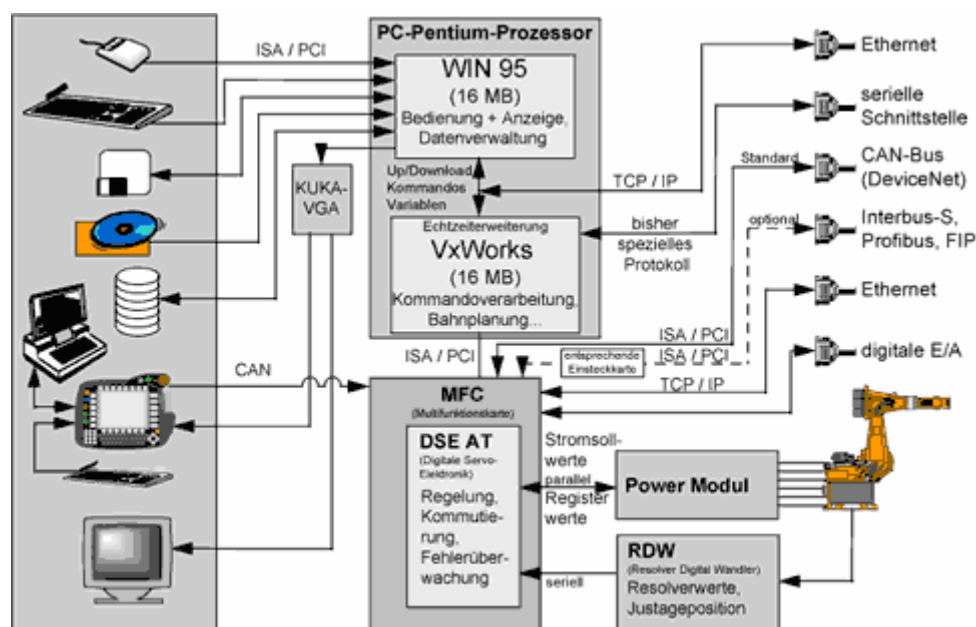 PC-Pentium-Prozessor
ISA / PCI
WIN 95
(16 MB)
Bedienung + Anzeige,
Datenverwaltung
KUKA-
VGA
Up/Download
Kommandos
Variablen
Echtzeiterweiterung
VxWorks
(16 MB)
Kommandoverarbeitung,
Bahnplanung...
TCP / IP
bisher
spezielles
Protokoll
Ethernet
serielle
Schnittstelle
Standard
CAN-Bus
(DeviceNet)
optional
Interbus-S,
Profibus, FIP
Ethernet
digitale E/A
ISA / PCI
ISA / PCI
entsprechende
Einsteckkarte
ISA / PCI
TCP / IP
CAN
MFC
(Multifunktionskarte)
DSE AT
(Digitale Servo-
Elektronik)
Regelung,
Kommutie-
rung,
Fehlerüber-
wachung
Stromsoll-
werte
parallel
Register
werte
Power Modul
RDW
(Resolver Digital Wandler)
Resolverwerte,
Justageposition
seriell